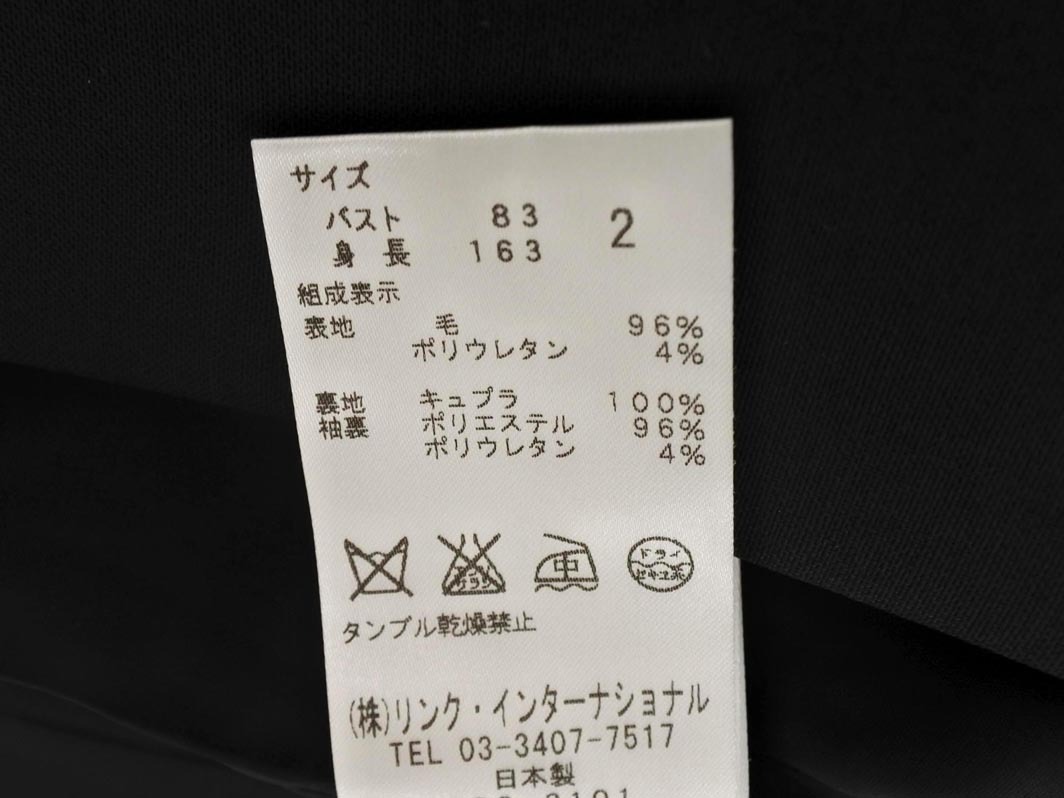 サイズ
バスト 83 2
身長 163
組成表示
表地 毛 96%
ポリウレタン 4%
裏地 キュプラ 100%
袖裏 ポリエステル 96%
ポリウレタン 4%
中 ドライ
セキユ系
タンブル乾燥禁止
(株)リンク・インターナショナル
TEL 03-3407-7517
日本製